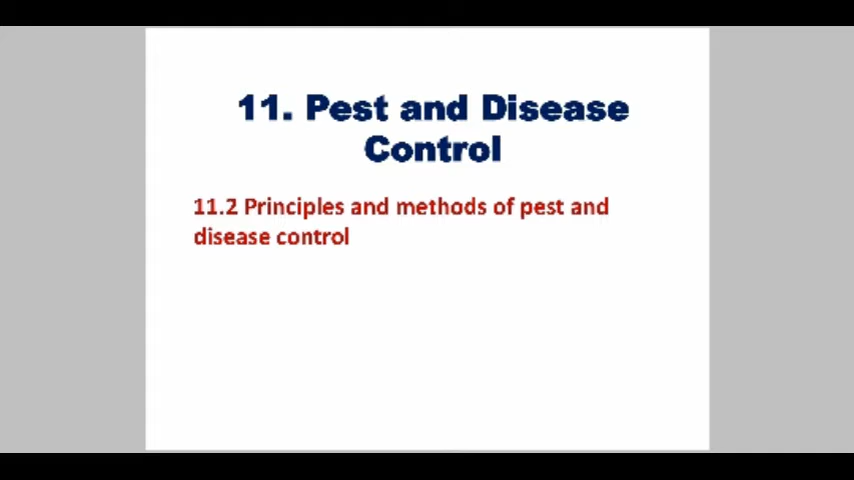 11. Pest and Disease
Control
11.2 Principles and methods of pest and
disease control